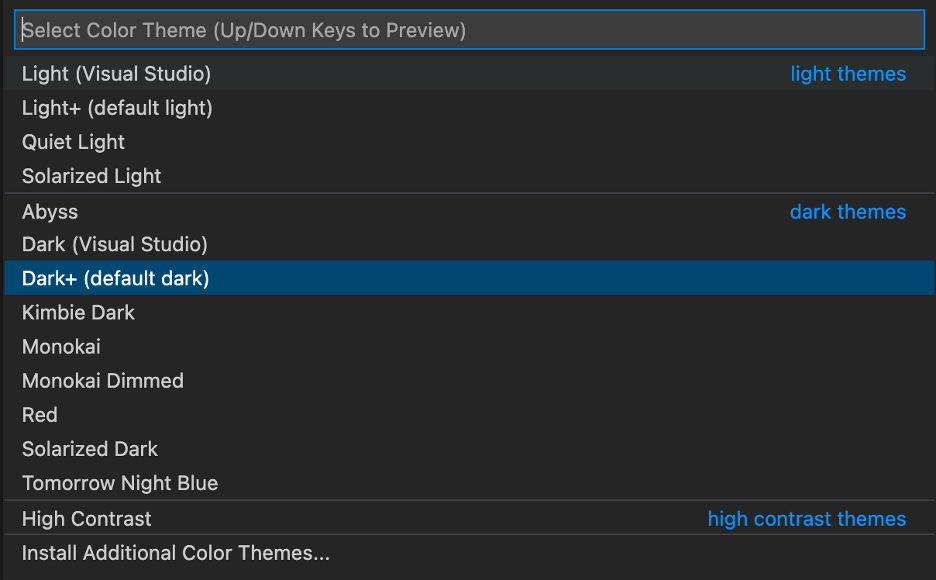 Select Color Theme (Up/Down Keys to Preview)
Light (Visual Studio) light themes
Light+ (default light)
Quiet Light
Solarized Light
Abyss dark themes
Dark (Visual Studio)
Dark+ (default dark)
Kimbie Dark
Monokai
Monokai Dimmed
Red
Solarized Dark
Tomorrow Night Blue
High Contrast high contrast themes
Install Additional Color Themes...